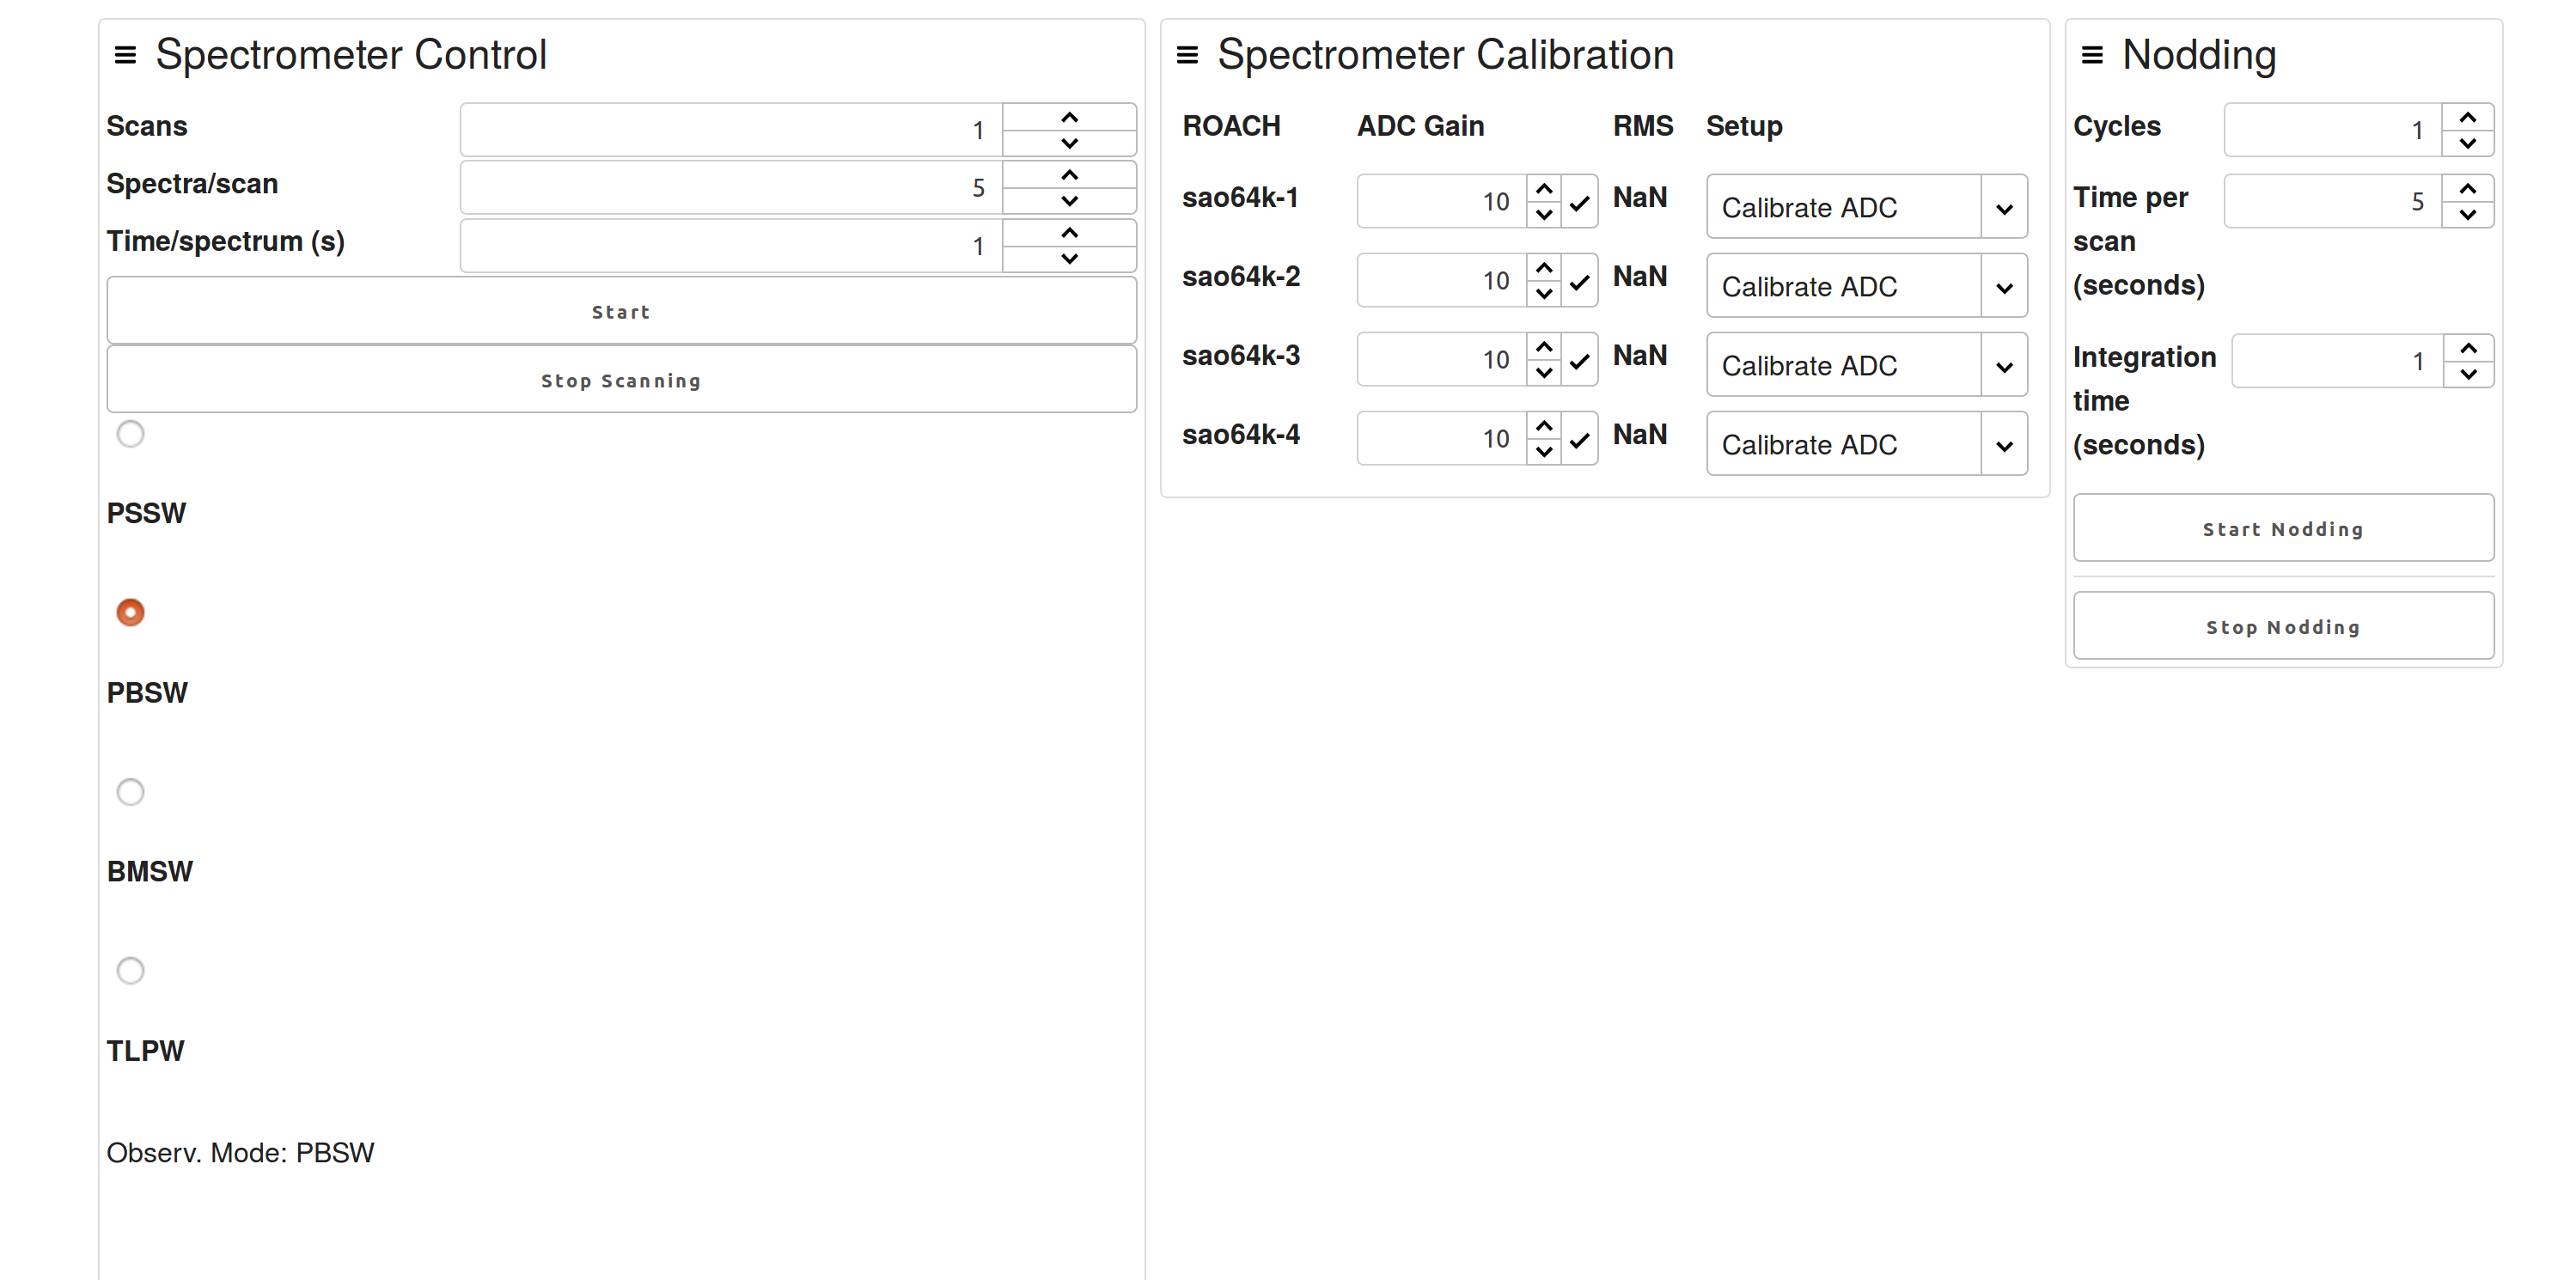 Spectrometer Control
Scans 1
Spectra/scan 5
Time/spectrum (s) 1
Start
Stop Scanning
PSSW
PBSW
BMSW
TLPW
Observ. Mode: PBSW
Spectrometer Calibration
ROACH ADC Gain RMS Setup
sao64k-1 10 NaN Calibrate ADC
sao64k-2 10 NaN Calibrate ADC
sao64k-3 10 NaN Calibrate ADC
sao64k-4 10 NaN Calibrate ADC
Nodding
Cycles 1
Time per 5
scan
(seconds)
Integration 1
time
(seconds)
Start Nodding
Stop Nodding